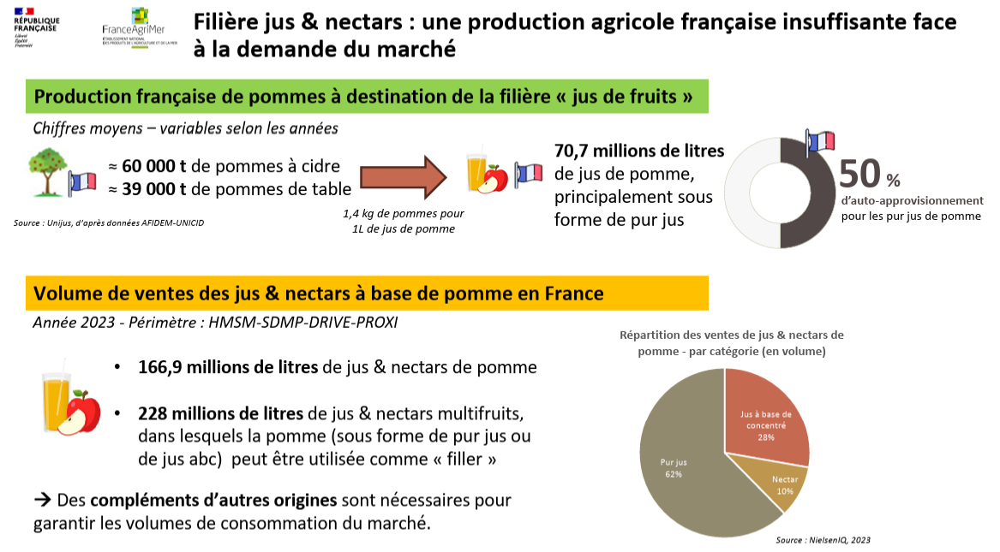 RÉPUBLIQUE
FRANÇAISE
Liberté
Égalité
Fraternité
FranceAgriMer
ÉTABLISSEMENT NATIONAL
DES PRODUITS DE L'AGRICULTURE ET DE LA MER
Filière jus & nectars : une production agricole française insuffisante face
à la demande du marché
Production française de pommes à destination de la filière « jus de fruits »
Chiffres moyens – variables selon les années
≈ 60 000 t de pommes à cidre
≈ 39 000 t de pommes de table
1,4 kg de pommes pour
1L de jus de pomme
Source : Unijus, d'après données AFIDEM-UNICID
70,7 millions de litres
de jus de pomme,
principalement sous
forme de pur jus
50 %
d'auto-approvisionnement
pour les pur jus de pomme
Volume de ventes des jus & nectars à base de pomme en France
Année 2023 - Périmètre : HMSM-SDMP-DRIVE-PROXI
• 166,9 millions de litres de jus & nectars de pomme
• 228 millions de litres de jus & nectars multifruits,
dans lesquels la pomme (sous forme de pur jus ou
de jus abc) peut être utilisée comme « filler »
→ Des compléments d'autres origines sont nécessaires pour
garantir les volumes de consommation du marché.
Répartition des ventes de jus & nectars de
pomme - par catégorie (en volume)
Jus à base de
concentré
28%
Nectar
10%
Pur jus
62%
Source : NielsenIQ, 2023